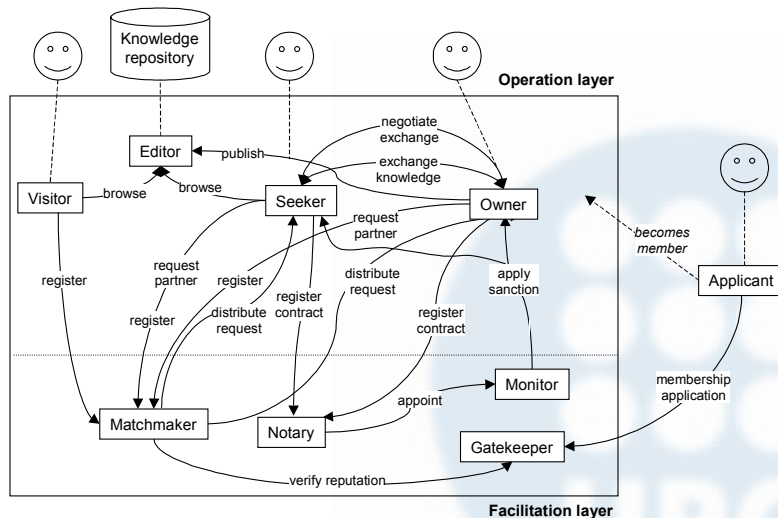 Knowledge
repository
Operation layer
negotiate
exchange
Editor
publish
exchange
knowledge
Visitor
browse
browse
Seeker
Owner
request
partner
becomes
member
Applicant
register
request
partner
register
distribute
request
apply
sanction
register
distribute
request
register
contract
register
contract
Monitor
membership
application
appoint
Matchmaker
Notary
Gatekeeper
verify reputation
Facilitation layer